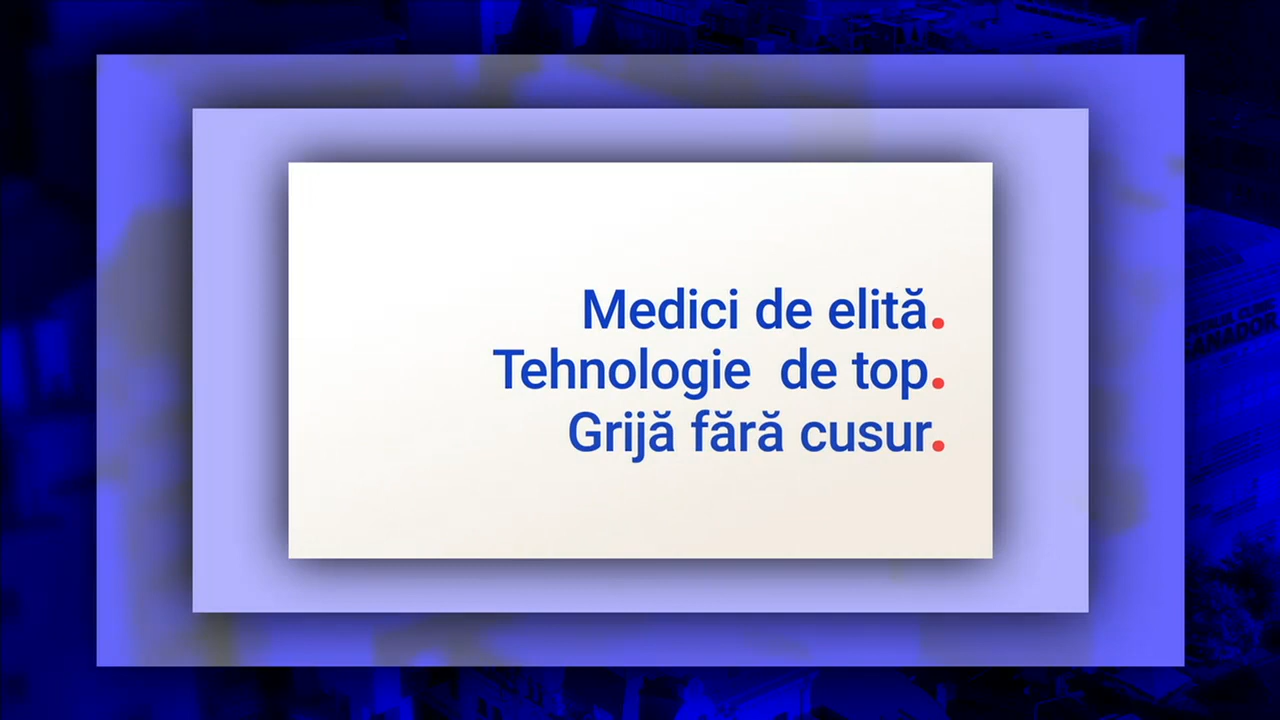 Medici de elită.
Tehnologie de top.
Grijă fără cusur.